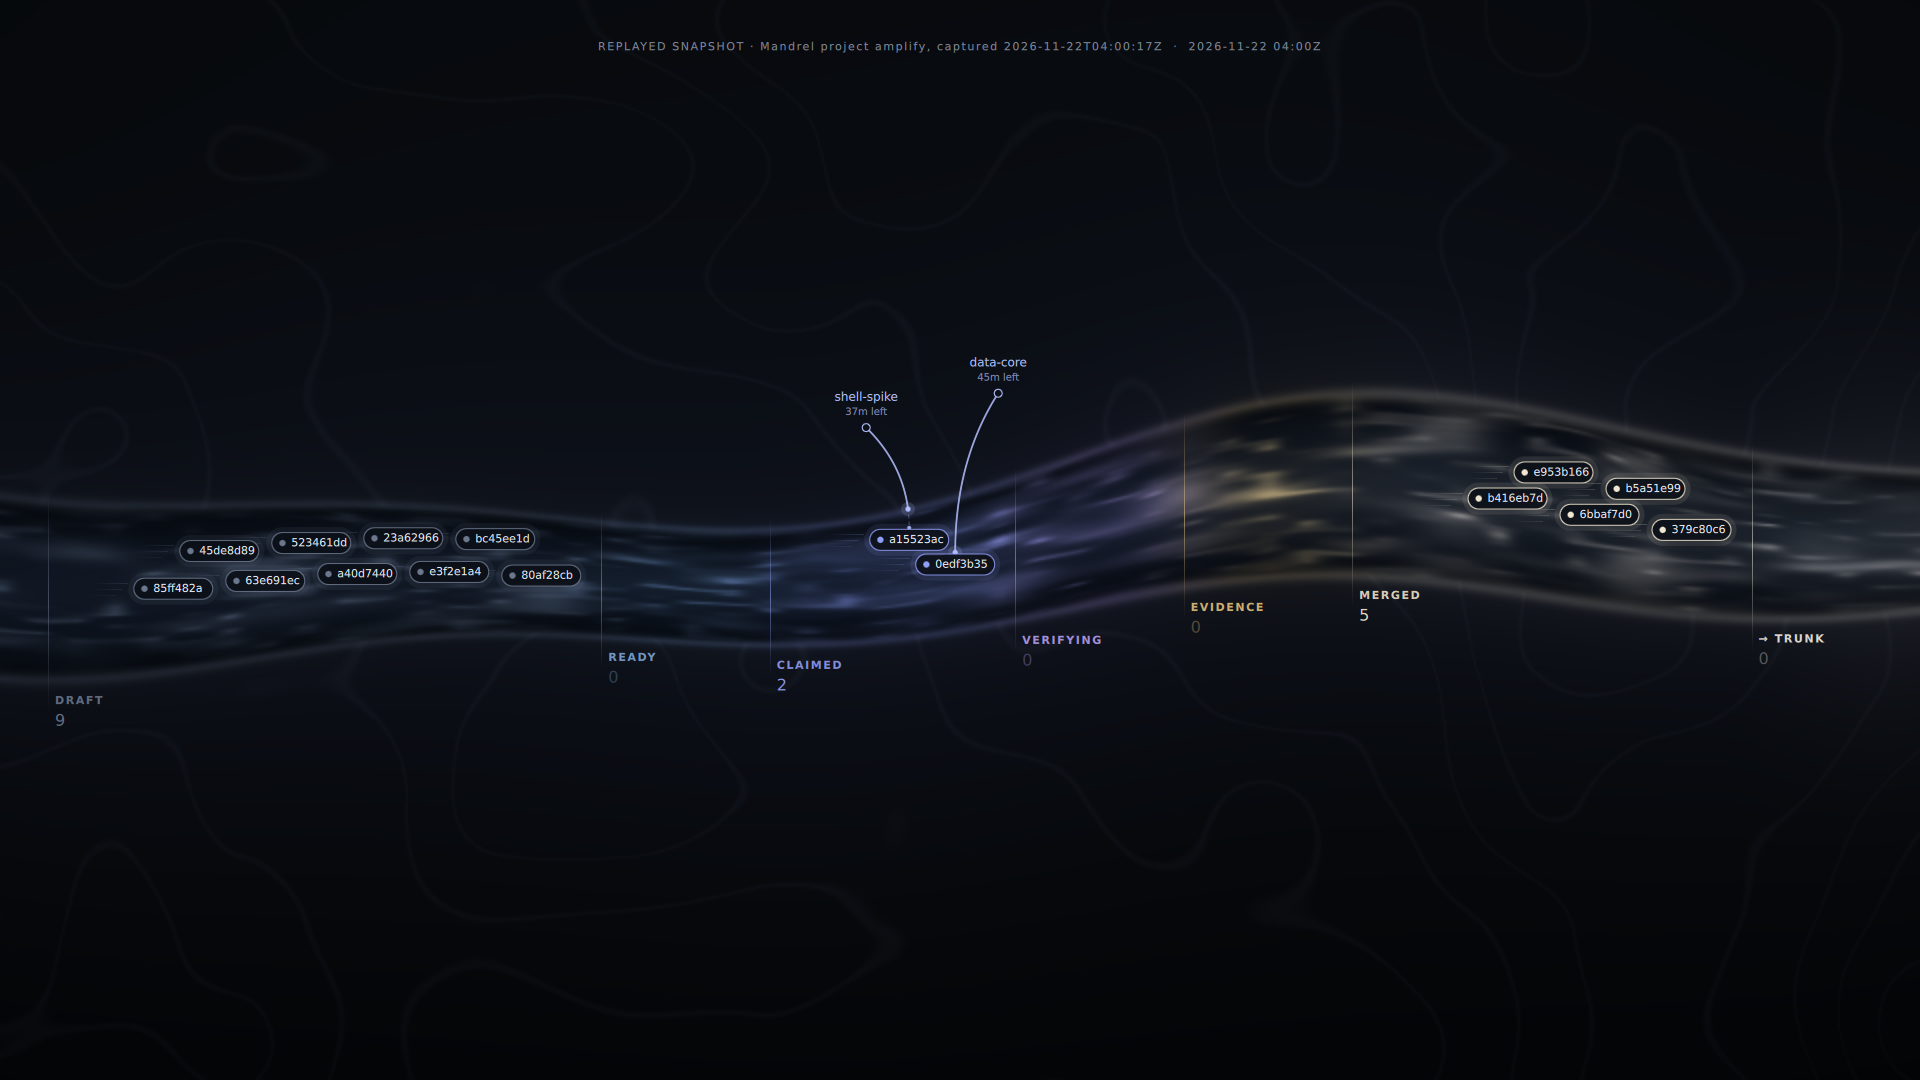 REPLAYED SNAPSHOT · Mandrel project amplify, captured 2026-11-22T04:00:17Z · 2026-11-22 04:00Z
data-core
45m left
shell-spike
37m left
e953b166
b5a51e99
b416eb7d
6bbaf7d0
379c80c6
45de8d89
523461dd
23a62966
bc45ee1d
a15523ac
85ff482a
63e691ec
a40d7440
e3f2e1a4
80af28cb
0edf3b35
DRAFT
9
READY
0
CLAIMED
2
VERIFYING
0
EVIDENCE
0
MERGED
5
→ TRUNK
0